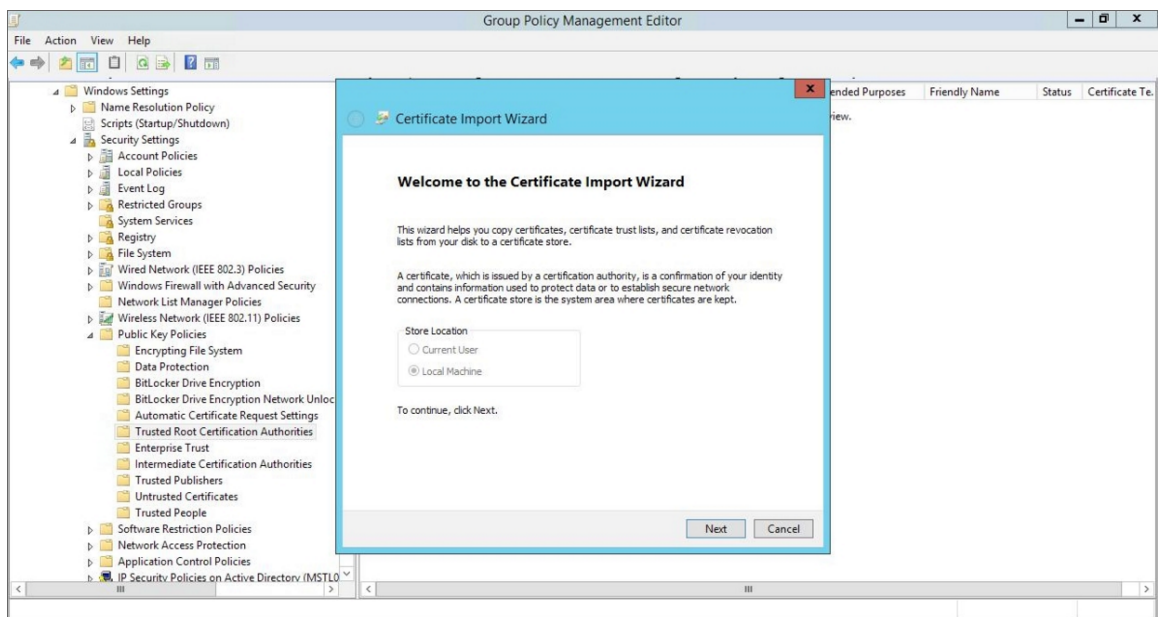 Group Policy Management Editor
File Action View Help
Windows Settings
Name Resolution Policy
Scripts (Startup/Shutdown)
Security Settings
Account Policies
Local Policies
Event Log
Restricted Groups
System Services
Registry
File System
Wired Network (IEEE 802.3) Policies
Windows Firewall with Advanced Security
Network List Manager Policies
Wireless Network (IEEE 802.11) Policies
Public Key Policies
Encrypting File System
Data Protection
BitLocker Drive Encryption
BitLocker Drive Encryption Network Unloc
Automatic Certificate Request Settings
Trusted Root Certification Authorities
Enterprise Trust
Intermediate Certification Authorities
Trusted Publishers
Untrusted Certificates
Trusted People
Software Restriction Policies
Network Access Protection
Application Control Policies
IP Security Policies on Active Directory (MSTL0
ended Purposes Friendly Name Status Certificate Te.
view.
Certificate Import Wizard
Welcome to the Certificate Import Wizard
This wizard helps you copy certificates, certificate trust lists, and certificate revocation
lists from your disk to a certificate store.
A certificate, which is issued by a certification authority, is a confirmation of your identity
and contains information used to protect data or to establish secure network
connections. A certificate store is the system area where certificates are kept.
Store Location
Current User
Local Machine
To continue, click Next.
Next Cancel